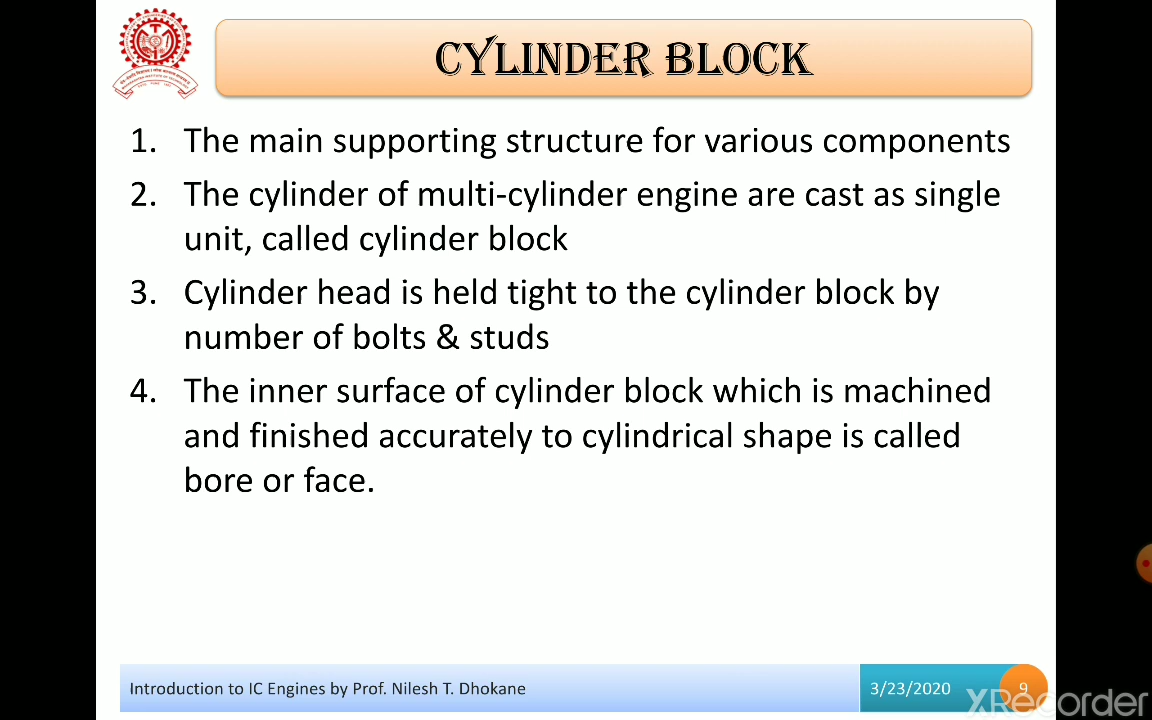 CYLINDER BLOCK
1. The main supporting structure for various components
2. The cylinder of multi-cylinder engine are cast as single
unit, called cylinder block
3. Cylinder head is held tight to the cylinder block by
number of bolts & studs
4. The inner surface of cylinder block which is machined
and finished accurately to cylindrical shape is called
bore or face.
Introduction to IC Engines by Prof. Nilesh T. Dhokane
3/23/2020
9
XRecorder